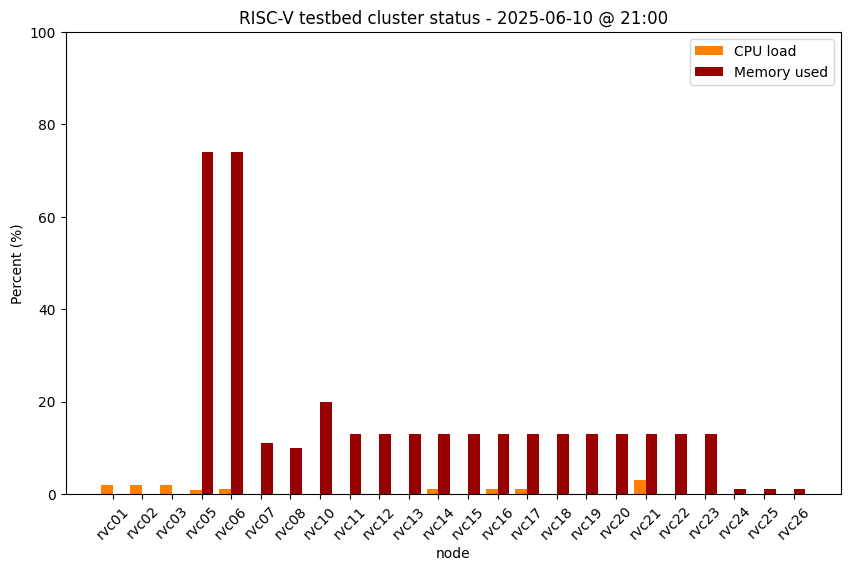 RISC-V testbed cluster status - 2025-06-10 @ 21:00
CPU load
Memory used
Percent (%)
100
80
60
40
20
0
rvc01 rvc02 rvc03 rvc05 rvc06 rvc07 rvc08 rvc10 rvc11 rvc12 rvc13 rvc14 rvc15 rvc16 rvc17 rvc18 rvc19 rvc20 rvc21 rvc22 rvc23 rvc24 rvc25 rvc26
node